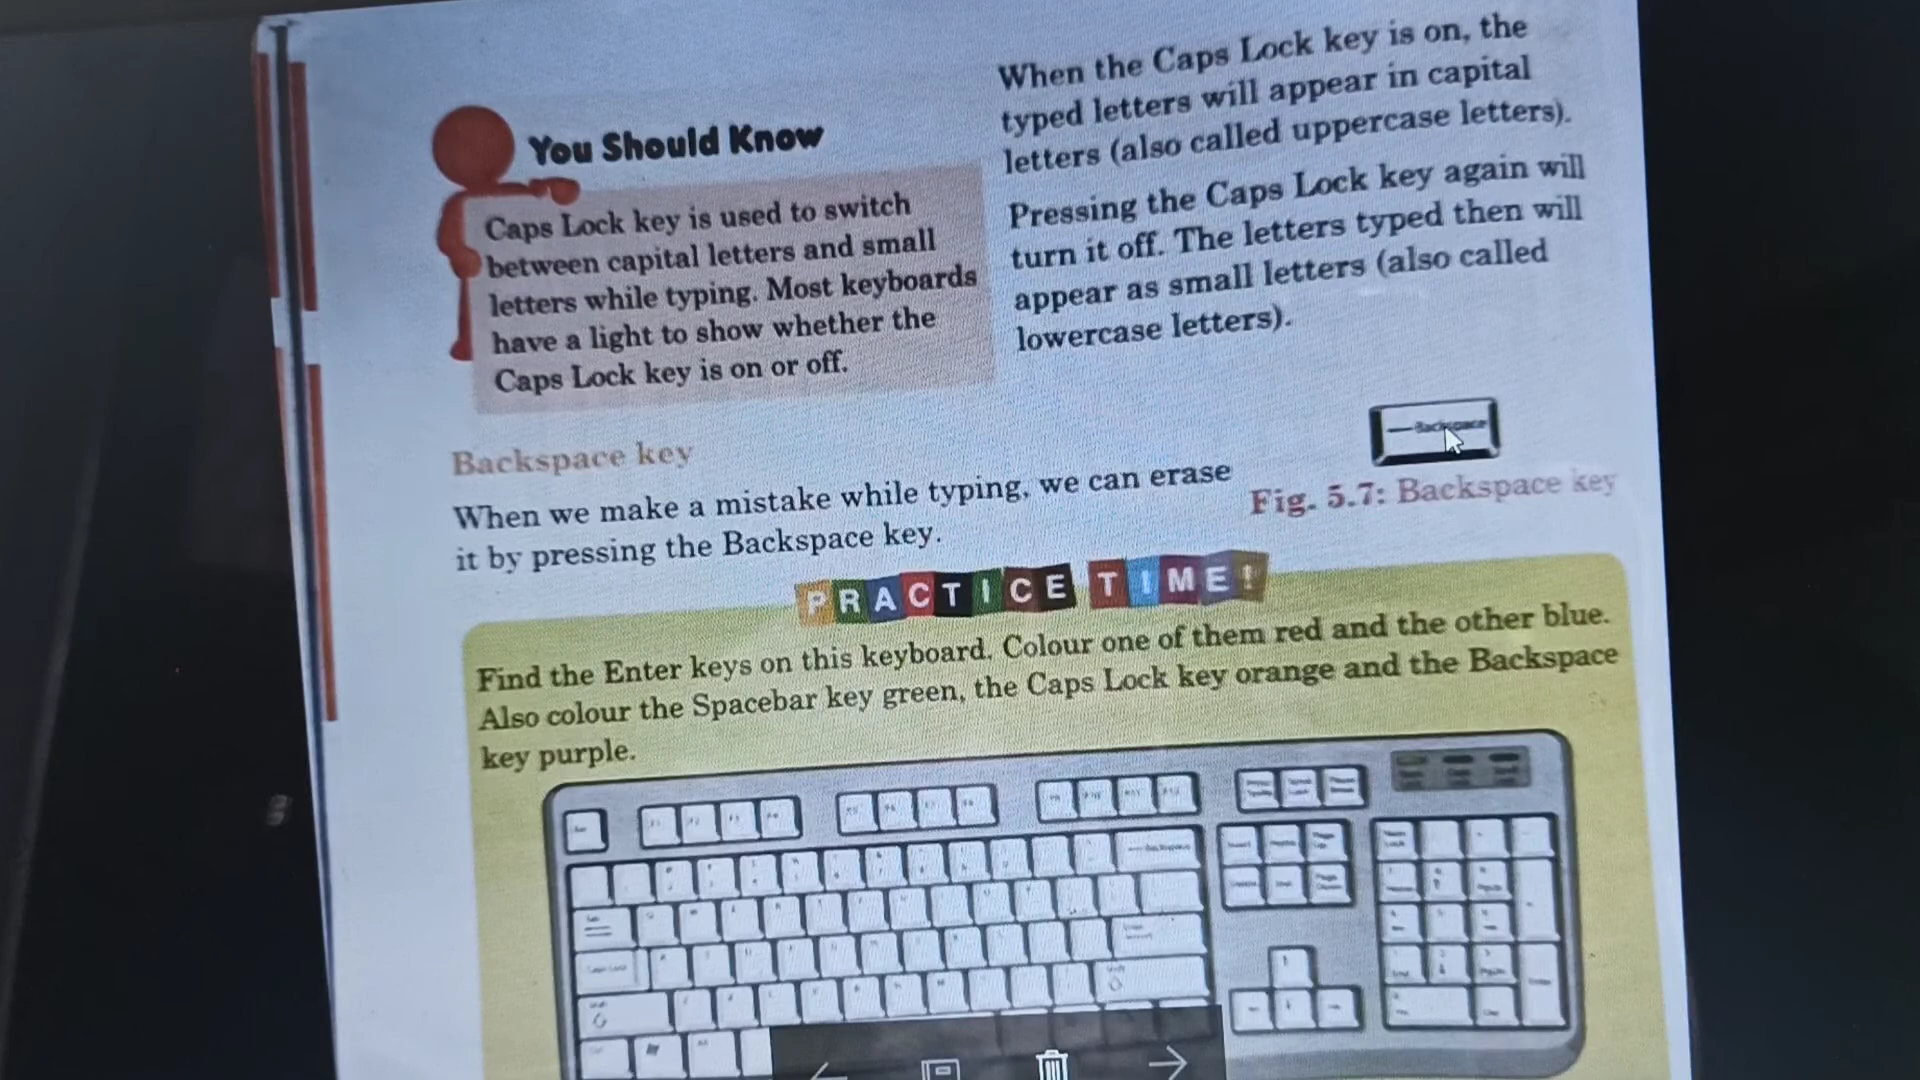 You Should Know
Caps Lock key is used to switch
between capital letters and small
letters while typing. Most keyboards
have a light to show whether the
Caps Lock key is on or off.
When the Caps Lock key is on, the
typed letters will appear in capital
letters (also called uppercase letters).
Pressing the Caps Lock key again will
turn it off. The letters typed then will
appear as small letters (also called
lowercase letters).
Backspace key
When we make a mistake while typing, we can erase
it by pressing the Backspace key.
Backspace
Fig. 5.7: Backspace key
PRACTICE TIME!
Find the Enter keys on this keyboard. Colour one of them red and the other blue.
Also colour the Spacebar key green, the Caps Lock key orange and the Backspace
key purple.